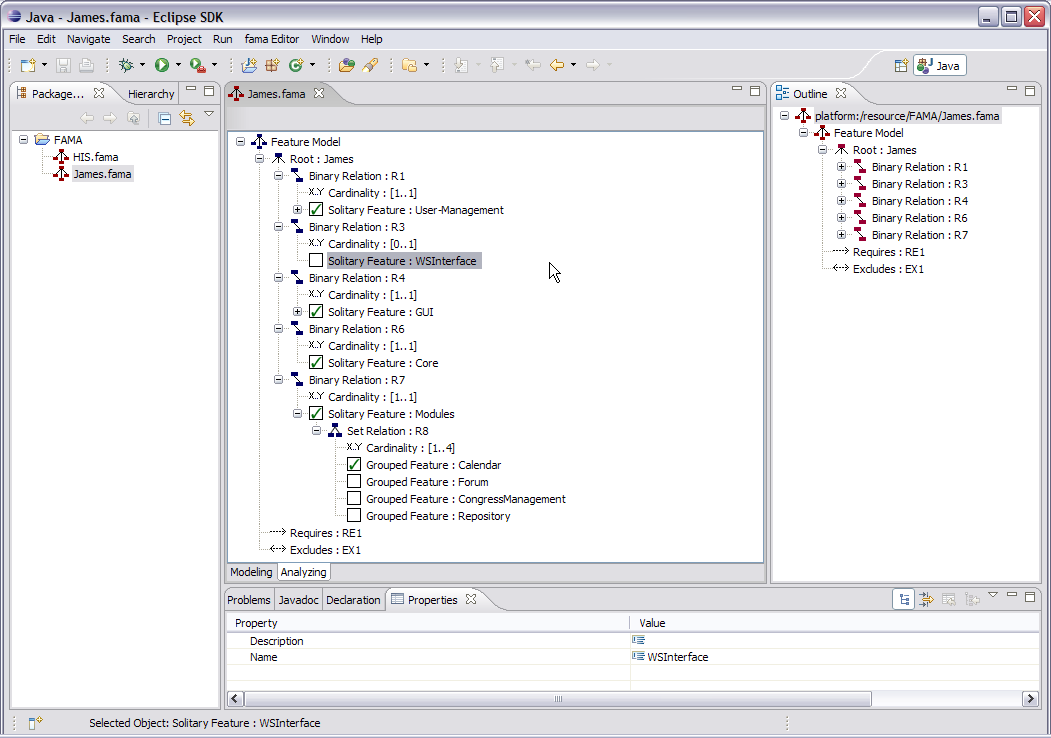 Java - James.fama - Eclipse SDK
File Edit Navigate Search Project Run fama Editor Window Help
Java
Package... Hierarchy
FAMA
HIS.fama
James.fama
James.fama
Feature Model
Root : James
Binary Relation : R1
X.Y Cardinality : [1..1]
Solitary Feature : User-Management
Binary Relation : R3
X.Y Cardinality : [0..1]
Solitary Feature : WSInterface
Binary Relation : R4
X.Y Cardinality : [1..1]
Solitary Feature : GUI
Binary Relation : R6
X.Y Cardinality : [1..1]
Solitary Feature : Core
Binary Relation : R7
X.Y Cardinality : [1..1]
Solitary Feature : Modules
Set Relation : R8
X.Y Cardinality : [1..4]
Grouped Feature : Calendar
Grouped Feature : Forum
Grouped Feature : CongressManagement
Grouped Feature : Repository
Requires : RE1
Excludes : EX1
Modeling Analyzing
Outline
platform:/resource/FAMA/James.fama
Feature Model
Root : James
Binary Relation : R1
Binary Relation : R3
Binary Relation : R4
Binary Relation : R6
Binary Relation : R7
Requires : RE1
Excludes : EX1
Problems Javadoc Declaration Properties
Property Value
Description
Name WSInterface
Selected Object: Solitary Feature : WSInterface